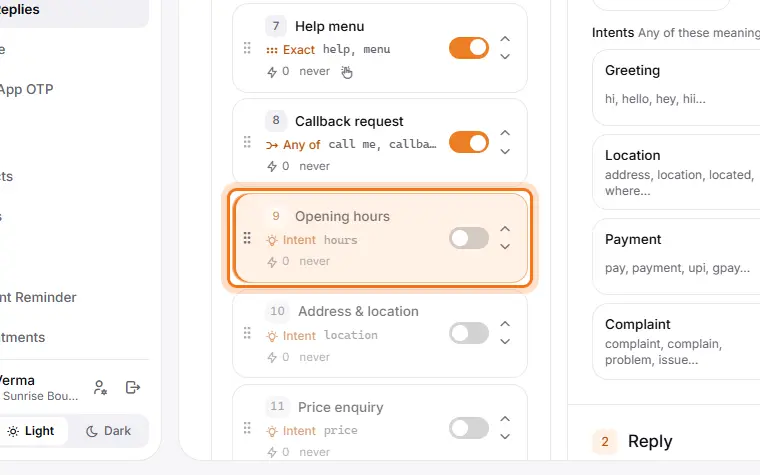 Replies
App OTP
nt Reminder
tments
Verma
Sunrise Bou...
Light
Dark
7 Help menu
Exact help, menu
0 never
8 Callback request
Any of call me, callba…
0 never
9 Opening hours
Intent hours
0 never
10 Address & location
Intent location
0 never
11 Price enquiry
Intent price
0 never
Intents Any of these meaning
Greeting
hi, hello, hey, hii...
Location
address, location, located,
where...
Payment
pay, payment, upi, gpay...
Complaint
complaint, complain,
problem, issue...
2 Reply